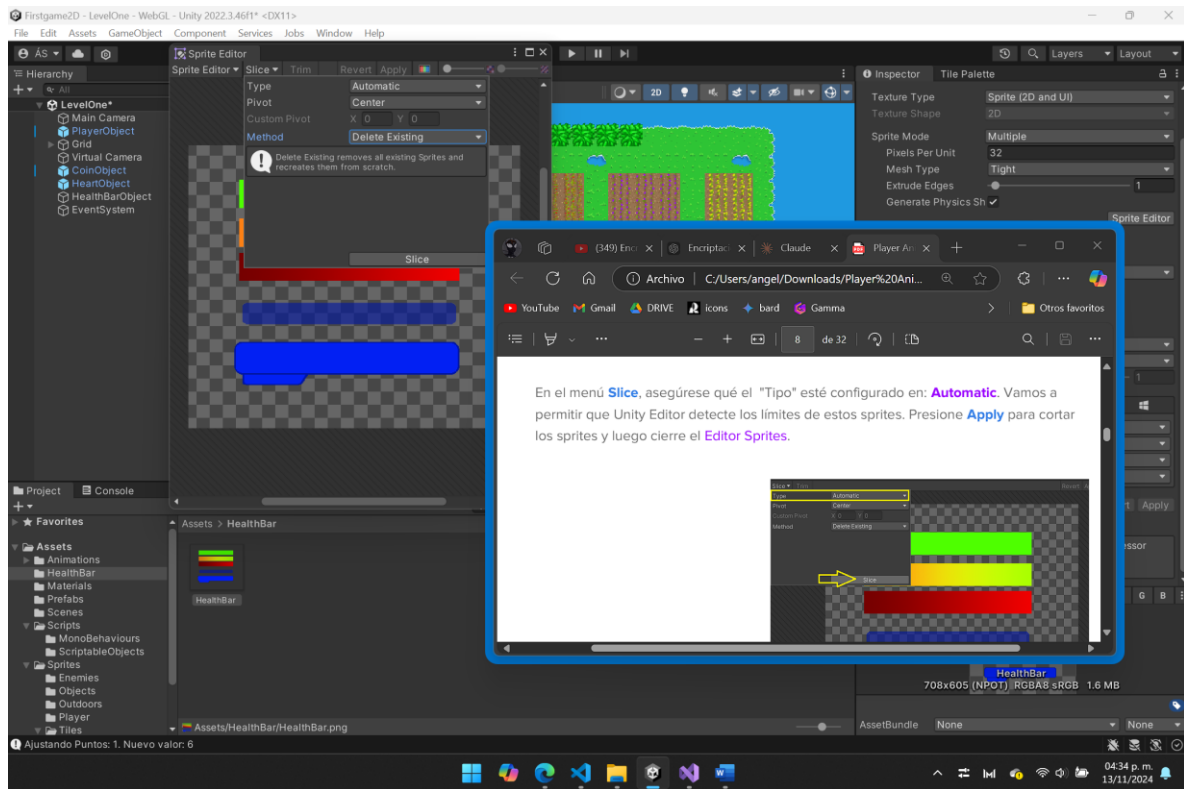 Firstgame2D - LevelOne - WebGL - Unity 2022.3.46f1* <DX11>
File Edit Assets GameObject Component Services Jobs Window Help
ÁS
Layers Layout
Hierarchy
All
LevelOne*
Main Camera
PlayerObject
Grid
Virtual Camera
CoinObject
HeartObject
HealthBarObject
EventSystem
Sprite Editor
Sprite Editor Slice Trim Revert Apply
Type Automatic
Pivot Center
Custom Pivot X 0 Y 0
Method Delete Existing
Delete Existing removes all existing Sprites and
recreates them from scratch.
Slice
2D
Inspector Tile Palette
Texture Type Sprite (2D and UI)
Texture Shape 2D
Sprite Mode Multiple
Pixels Per Unit 32
Mesh Type Tight
Extrude Edges 1
Generate Physics Sh
Sprite Editor
(349) Enc Encriptaci Claude Player An
Archivo C:/Users/angel/Downloads/Player%20Ani...
YouTube Gmail DRIVE icons bard Gamma Otros favoritos
8 de 32
En el menú Slice, asegúrese qué el "Tipo" esté configurado en: Automatic. Vamos a
permitir que Unity Editor detecte los límites de estos sprites. Presione Apply para cortar
los sprites y luego cierre el Editor Sprites.
Slice Trim Revert
Type Automatic
Pivot Center
Custom Pivot X 0 Y 0
Method Delete Existing
Slice
1
Apply
essor
G B
HealthBar
708x605 (NPOT) RGBA8 sRGB 1.6 MB
AssetBundle None None
Project Console
Favorites
Assets
Animations
HealthBar
Materials
Prefabs
Scenes
Scripts
MonoBehaviours
ScriptableObjects
Sprites
Enemies
Objects
Outdoors
Player
Tiles
Assets > HealthBar
HealthBar
Assets/HealthBar/HealthBar.png
Ajustando Puntos: 1. Nuevo valor: 6
04:34 p. m.
13/11/2024